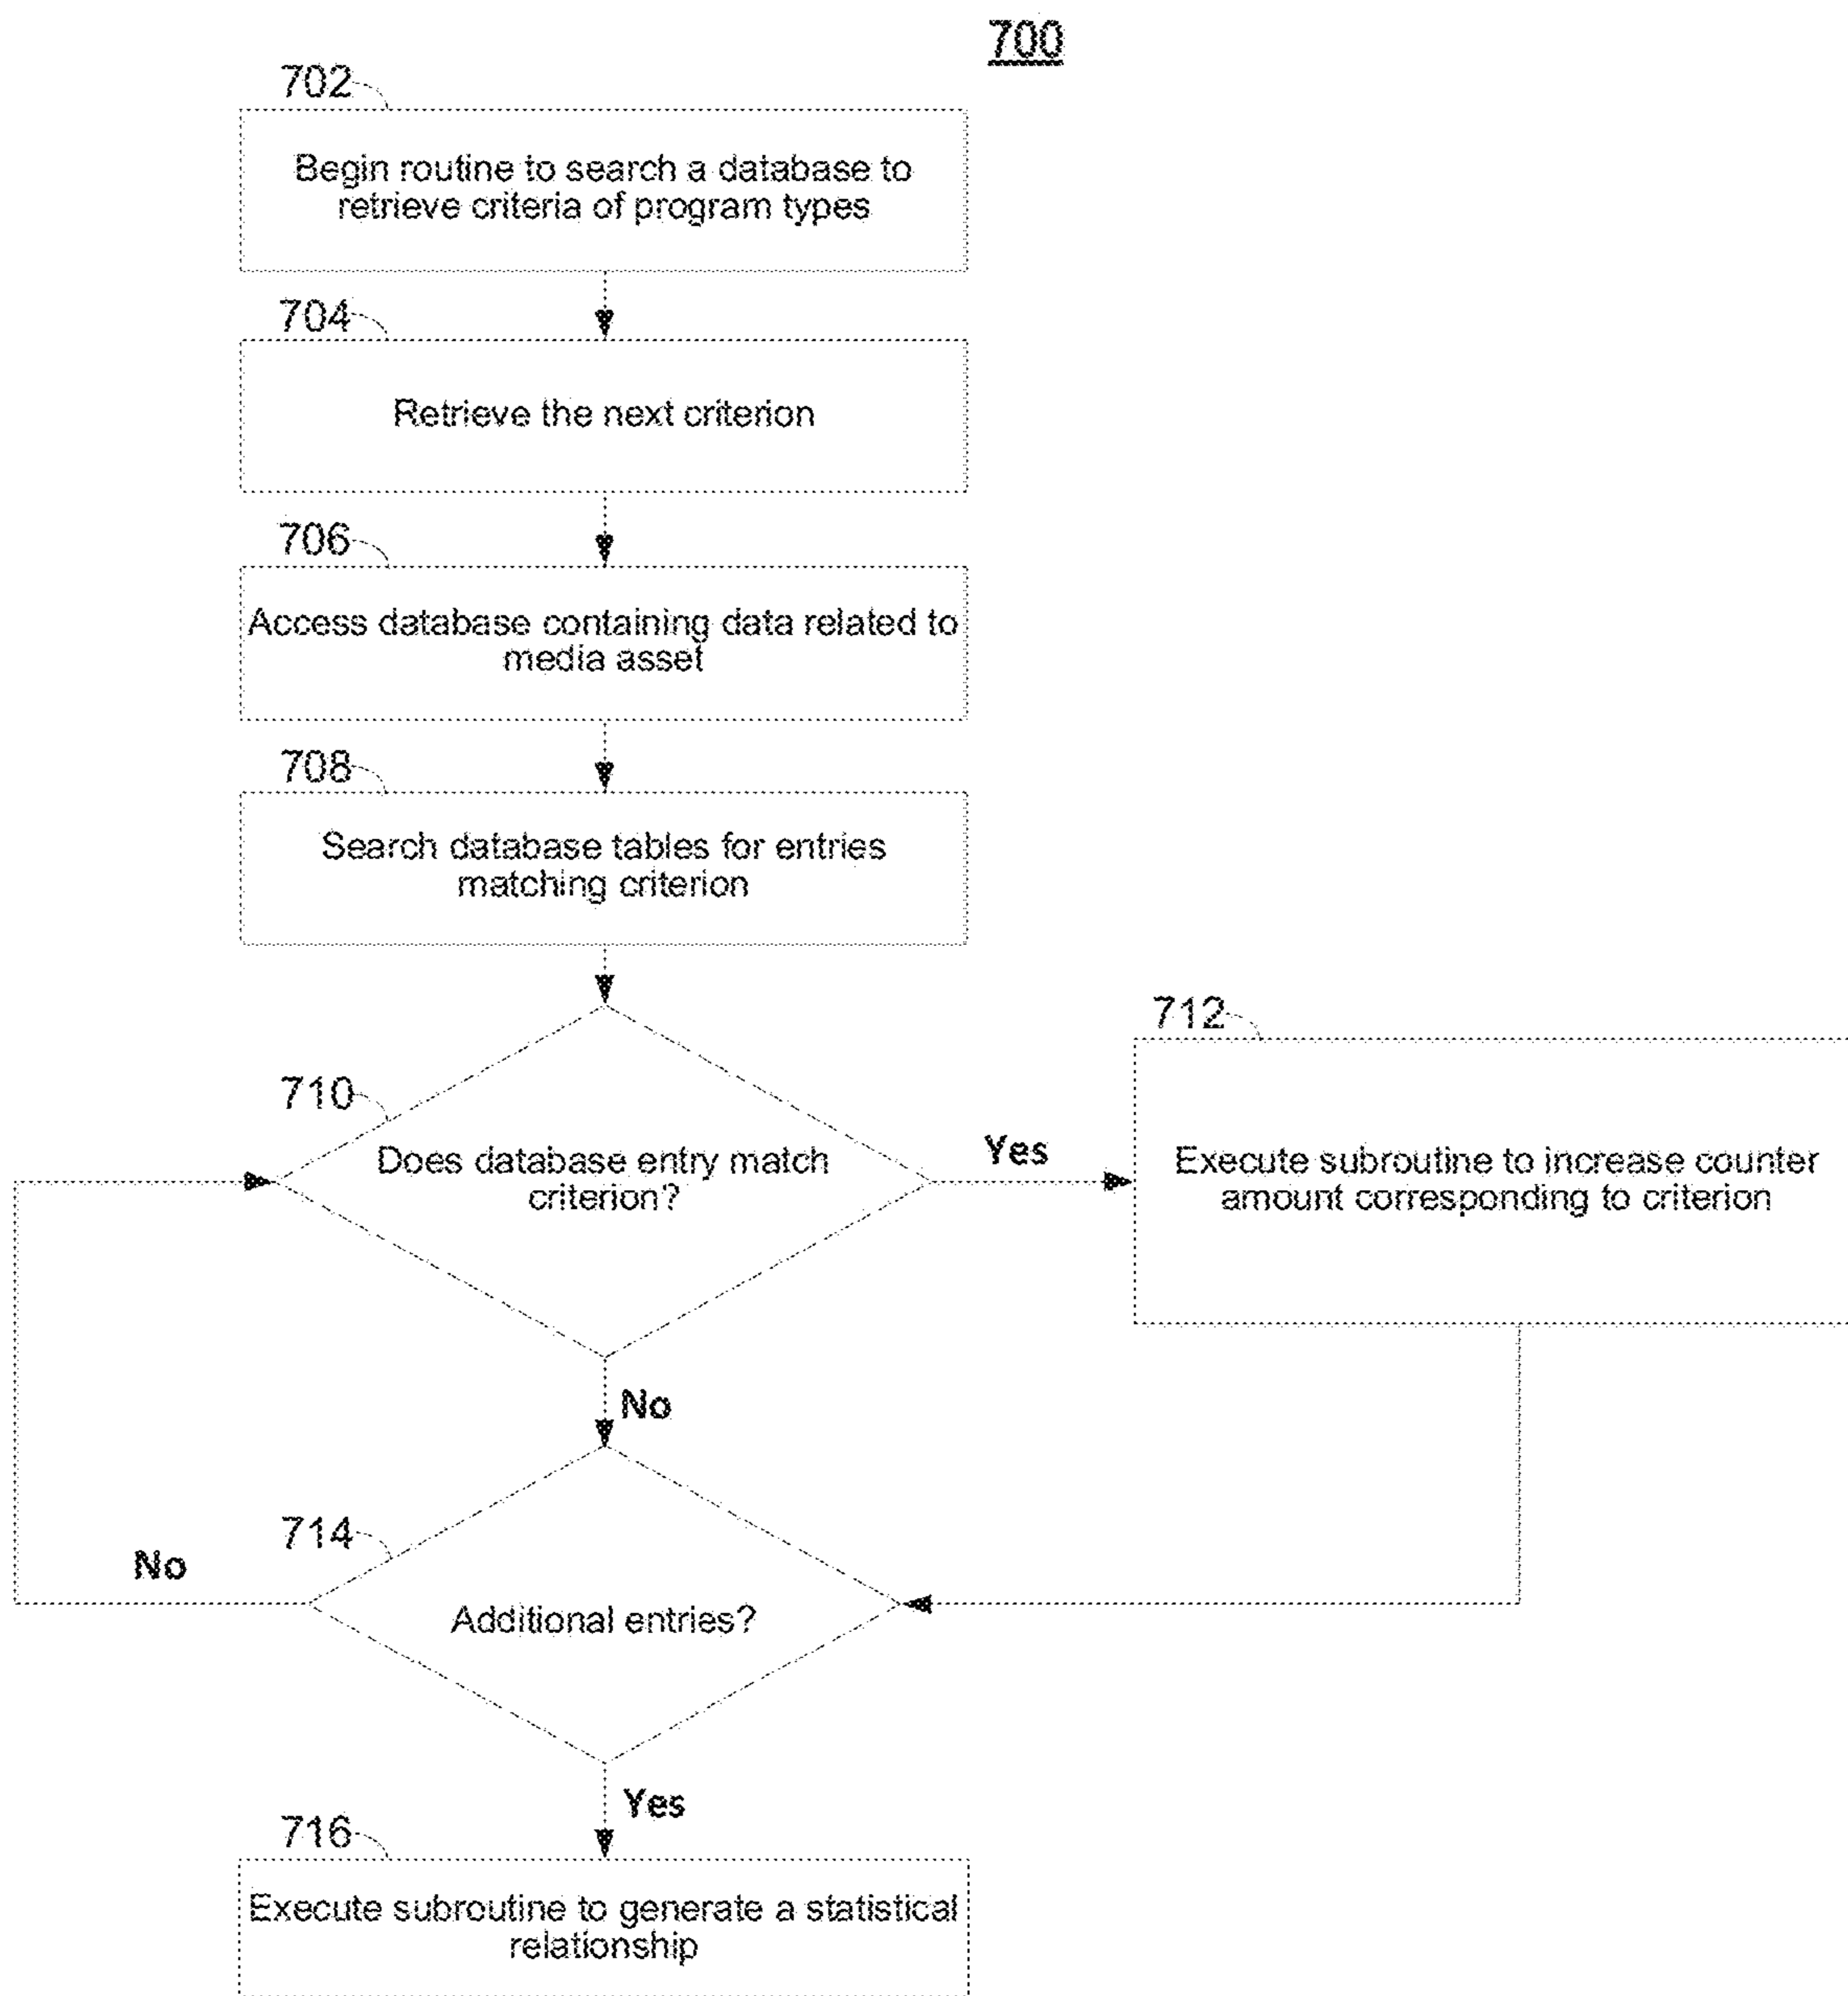 700
702
Begin routine to search a database to
retrieve criteria of program types
704
Retrieve the next criterion
706
Access database containing data related to
media asset
708
Search database tables for entries
matching criterion
710
Does database entry match
criterion?
Yes
712
Execute subroutine to increase counter
amount corresponding to criterion
No
714
No
Additional entries?
Yes
716
Execute subroutine to generate a statistical
relationship